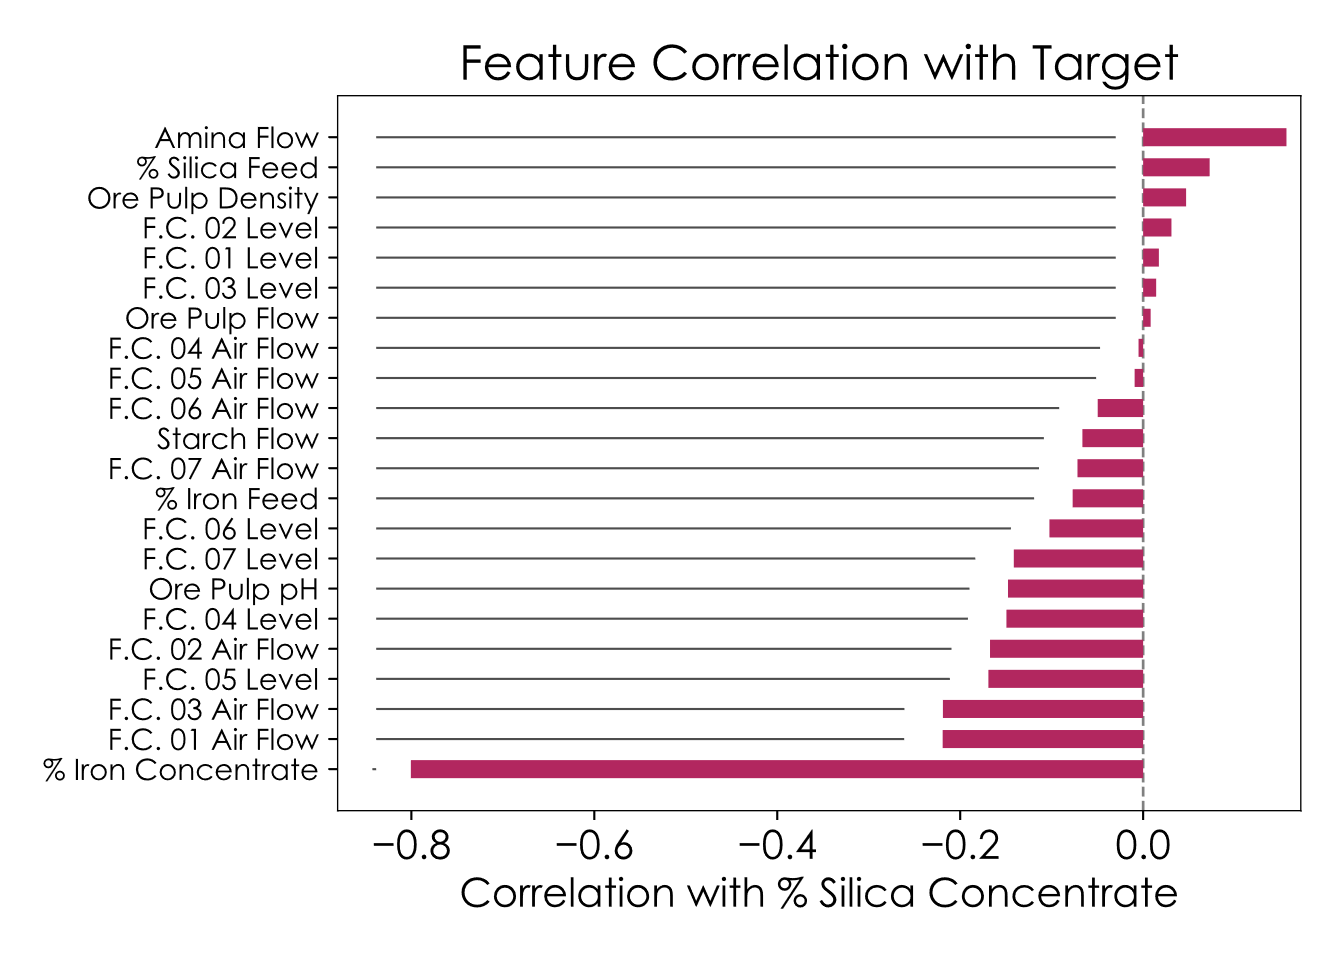 Feature Correlation with Target
Amina Flow
% Silica Feed
Ore Pulp Density
F.C. 02 Level
F.C. 01 Level
F.C. 03 Level
Ore Pulp Flow
F.C. 04 Air Flow
F.C. 05 Air Flow
F.C. 06 Air Flow
Starch Flow
F.C. 07 Air Flow
% Iron Feed
F.C. 06 Level
F.C. 07 Level
Ore Pulp pH
F.C. 04 Level
F.C. 02 Air Flow
F.C. 05 Level
F.C. 03 Air Flow
F.C. 01 Air Flow
% Iron Concentrate
−0.8 −0.6 −0.4 −0.2 0.0
Correlation with % Silica Concentrate